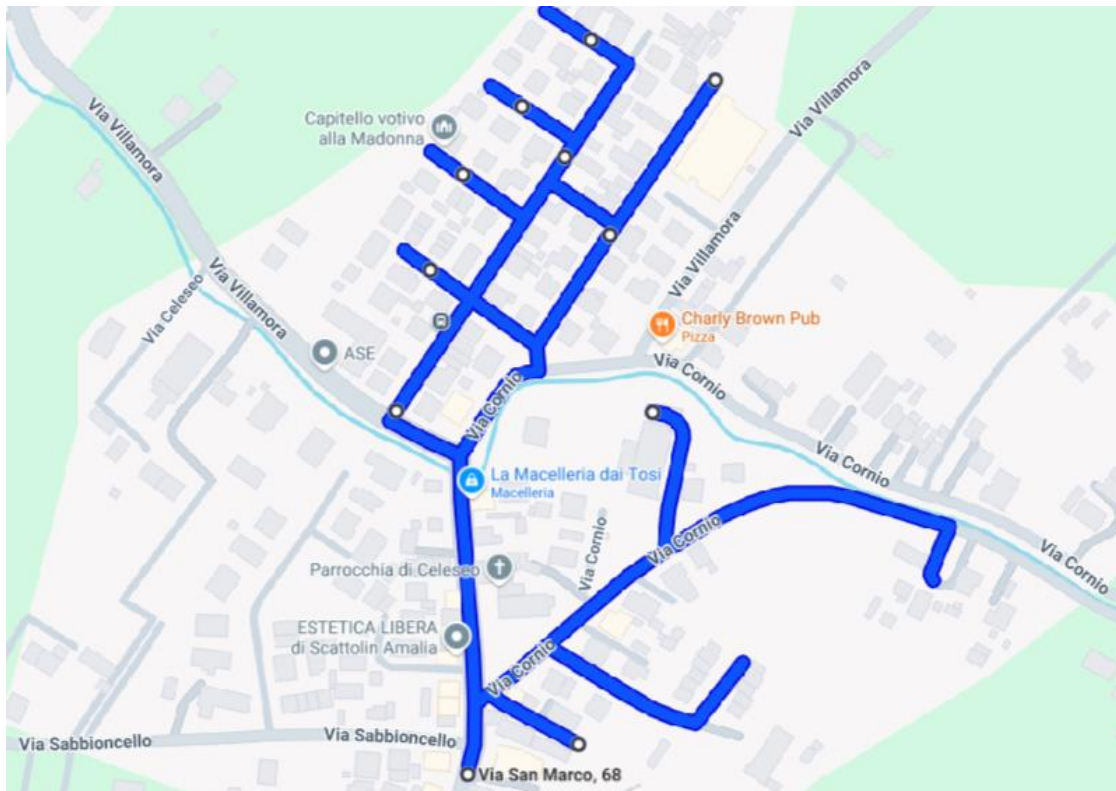 Via Villamora
Via Villamora
Capitello votivo
alla Madonna
Via Villamora
Via Celeseo
Via Villamora
Charly Brown Pub
Pizza
ASE
Via Cornio
Via Cornio
Via Cornio
La Macelleria dai Tosi
Macelleria
Via Cornio
Via Cornio
Via Cornio
Parrocchia di Celeseo
ESTETICA LIBERA
di Scattolin Amalia
Via Cornio
Via Sabbioncello
Via Sabbioncello
Via San Marco, 68